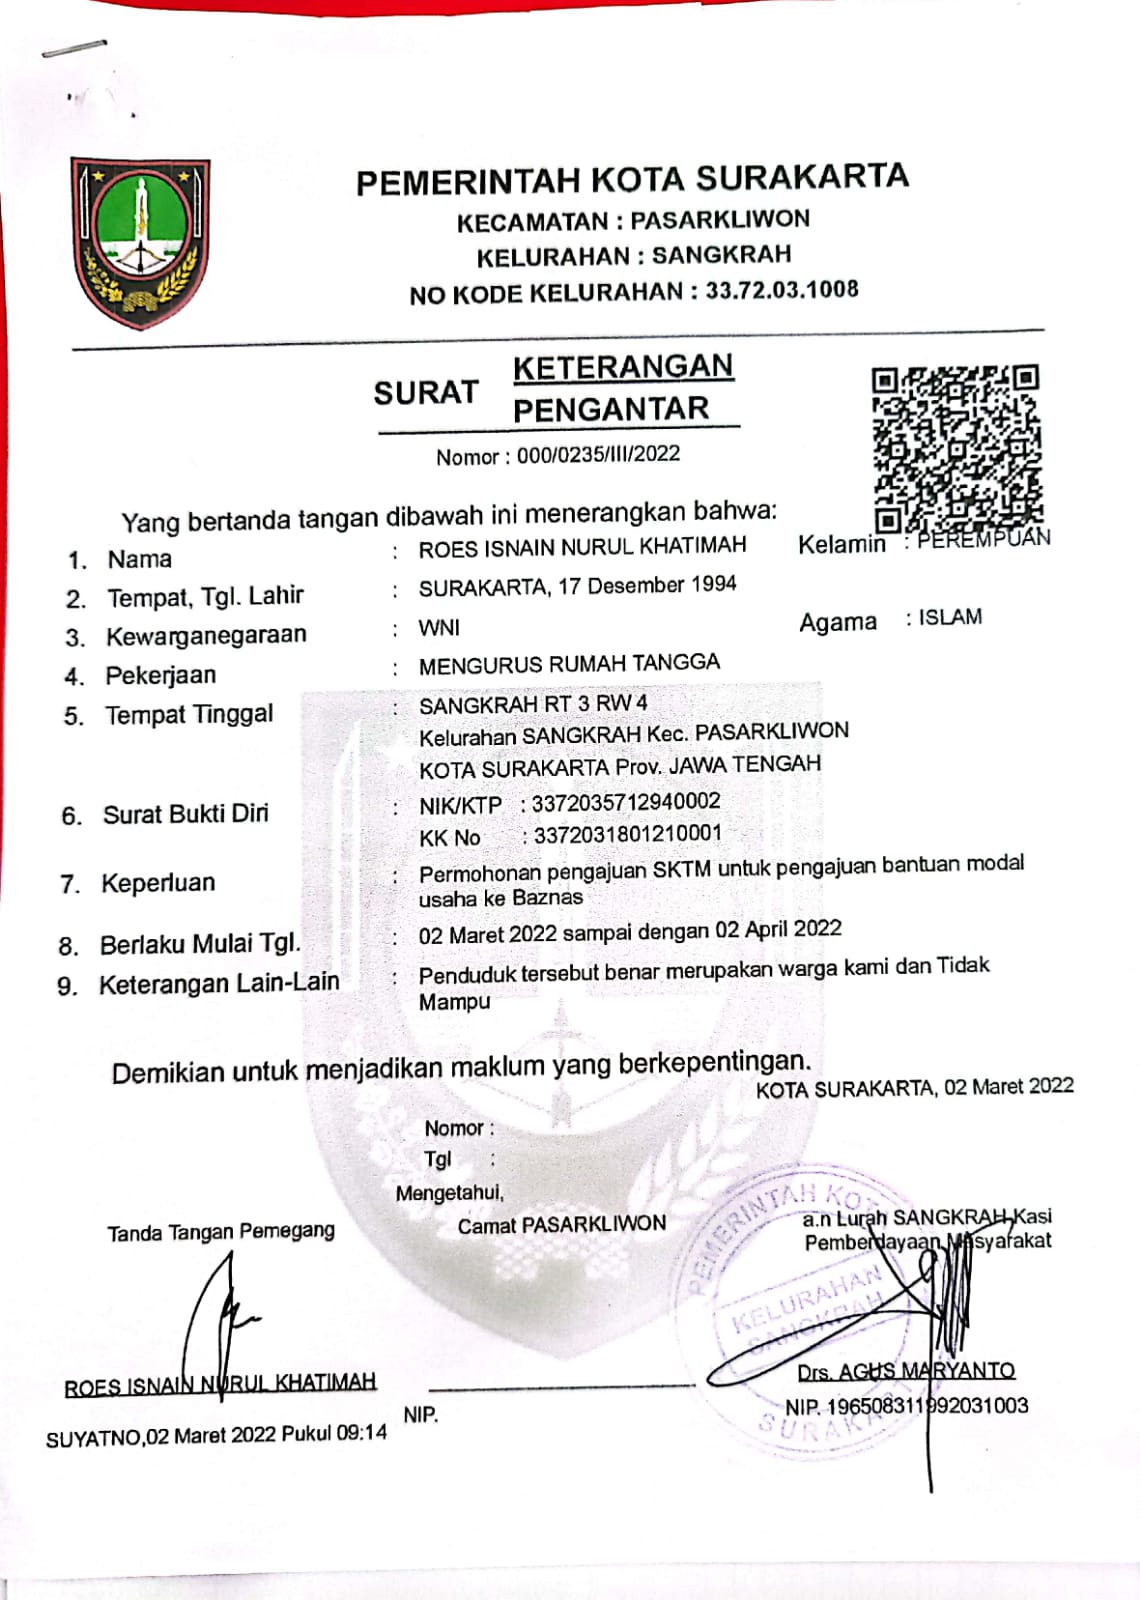 PEMERINTAH KOTA SURAKARTA
KECAMATAN : PASARKLIWON
KELURAHAN : SANGKRAH
NO KODE KELURAHAN : 33.72.03.1008
SURAT KETERANGAN
PENGANTAR
Nomor : 000/0235/III/2022
Yang bertanda tangan dibawah ini menerangkan bahwa:
1. Nama : ROES ISNAIN NURUL KHATIMAH Kelamin : PEREMPUAN
2. Tempat, Tgl. Lahir : SURAKARTA, 17 Desember 1994
3. Kewarganegaraan : WNI Agama : ISLAM
4. Pekerjaan : MENGURUS RUMAH TANGGA
5. Tempat Tinggal : SANGKRAH RT 3 RW 4
Kelurahan SANGKRAH Kec. PASARKLIWON
KOTA SURAKARTA Prov. JAWA TENGAH
6. Surat Bukti Diri : NIK/KTP : 3372035712940002
KK No : 3372031801210001
7. Keperluan : Permohonan pengajuan SKTM untuk pengajuan bantuan modal
usaha ke Baznas
8. Berlaku Mulai Tgl. : 02 Maret 2022 sampai dengan 02 April 2022
9. Keterangan Lain-Lain : Penduduk tersebut benar merupakan warga kami dan Tidak
Mampu
Demikian untuk menjadikan maklum yang berkepentingan.
KOTA SURAKARTA, 02 Maret 2022
Nomor :
Tgl :
Mengetahui,
Tanda Tangan Pemegang Camat PASARKLIWON a.n Lurah SANGKRAH Kasi
Pemberdayaan Masyarakat
PEMERINTAH KOTA
KELURAHAN
SANGKRAH
SURAKARTA
ROES ISNAIN NURUL KHATIMAH Drs. AGUS MARYANTO
NIP. NIP. 196508311992031003
SUYATNO,02 Maret 2022 Pukul 09:14